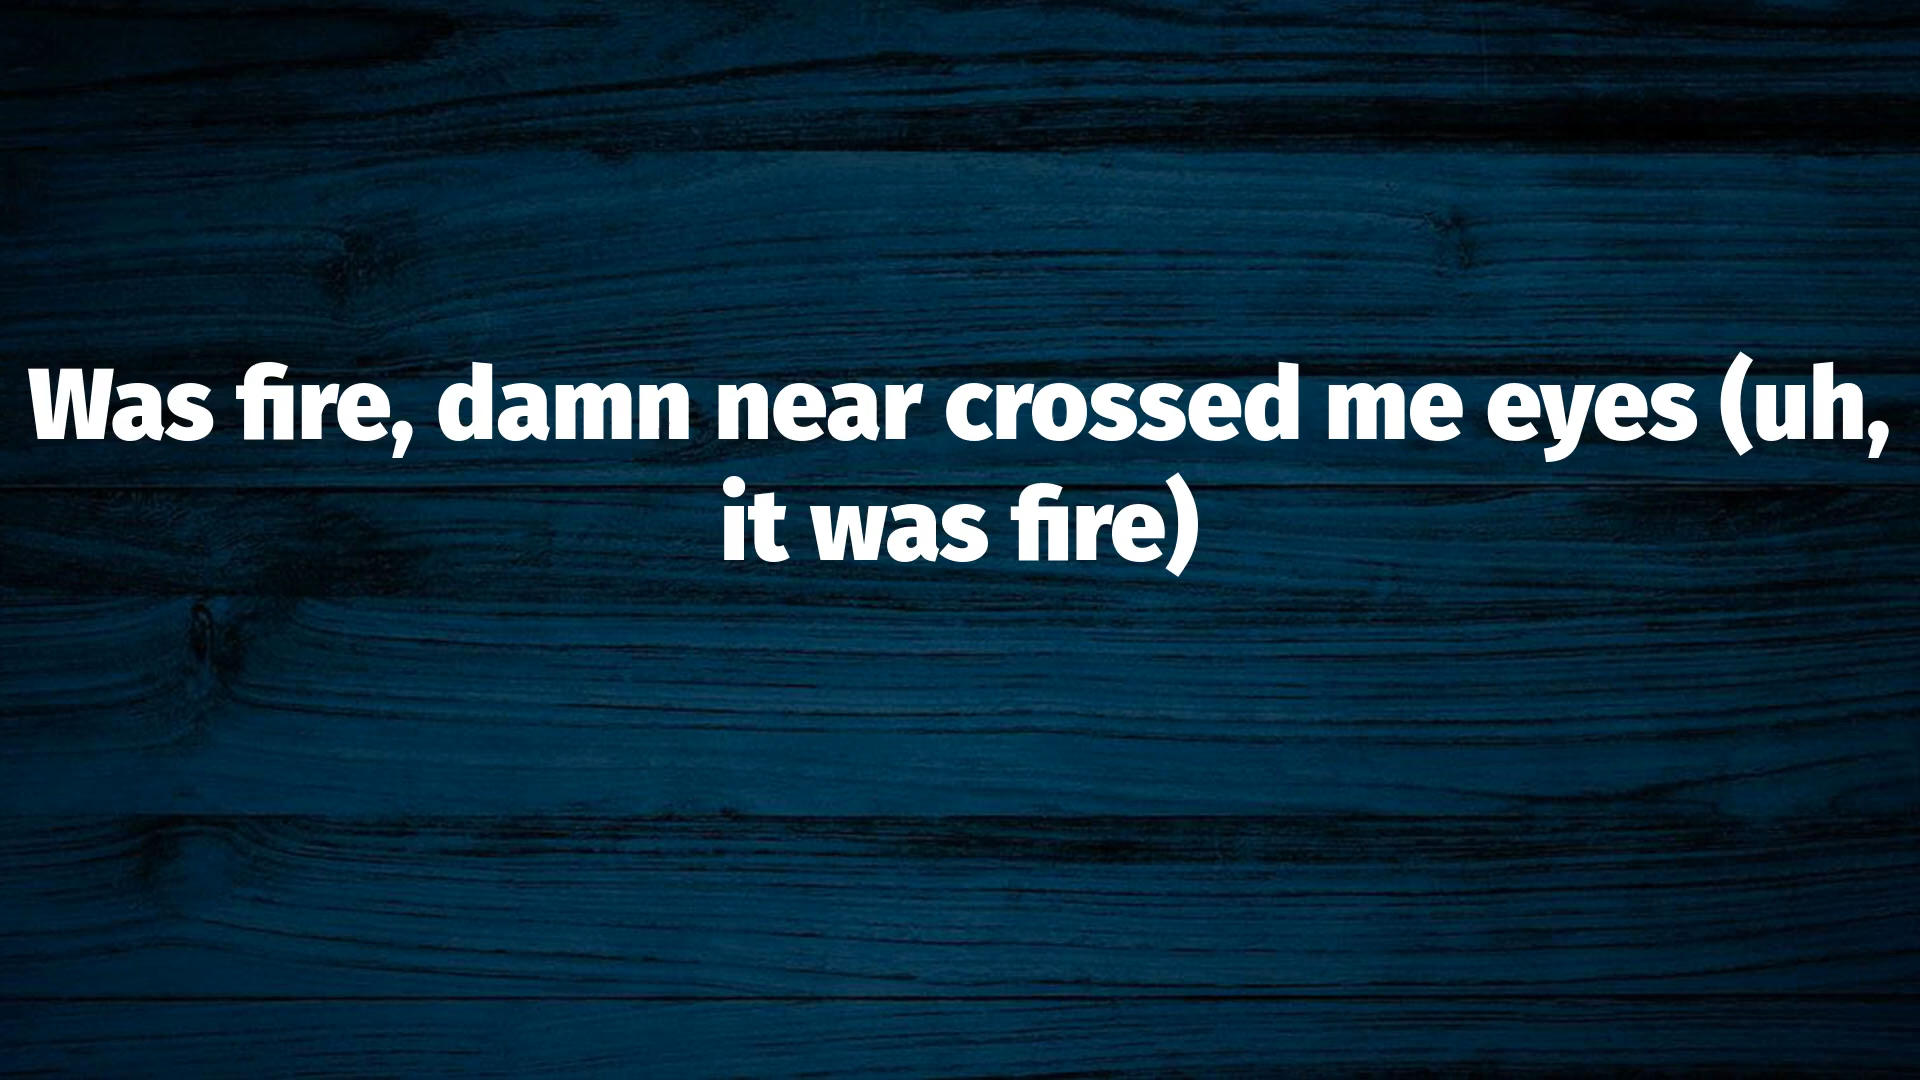 Was fire, damn near crossed me eyes (uh,
it was fire)